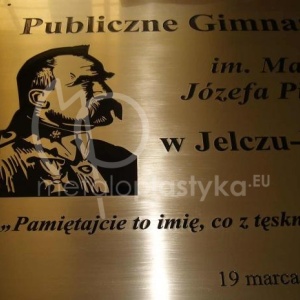 Publiczne Gimna
im. Ma
Józefa P
w Jelczu-
metaloplastyka.EU
„Pamiętajcie to imię, co z tęskn
19 marca